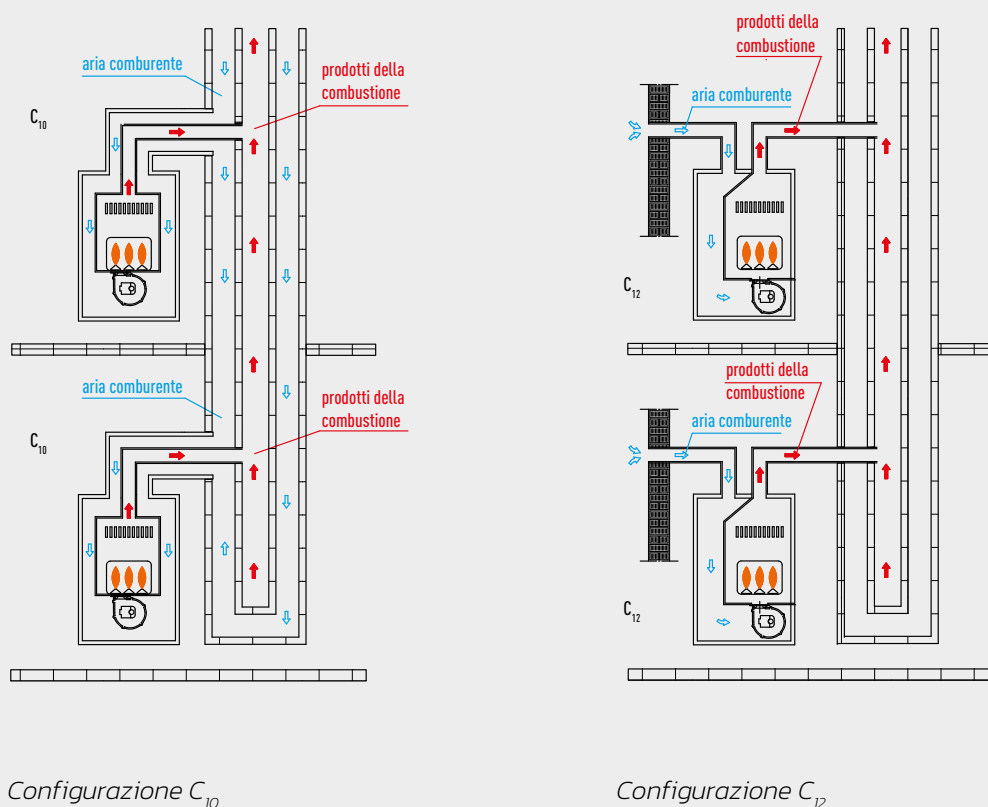 aria comburente
prodotti della
combustione
C10
aria comburente
prodotti della
combustione
C10
Configurazione C10
prodotti della
combustione
aria comburente
C12
prodotti della
combustione
aria comburente
C12
Configurazione C12